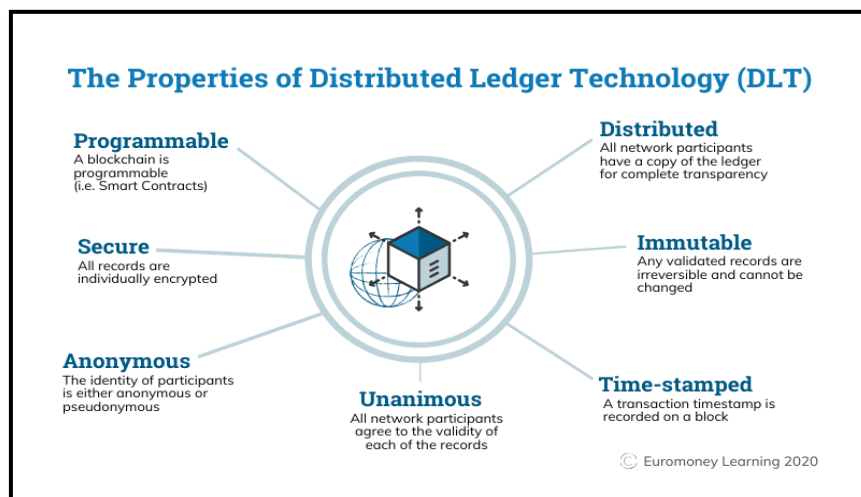 The Properties of Distributed Ledger Technology (DLT)
Programmable
A blockchain is
programmable
(i.e. Smart Contracts)
Distributed
All network participants
have a copy of the ledger
for complete transparency
Secure
All records are
individually encrypted
Immutable
Any validated records are
irreversible and cannot be
changed
Anonymous
The identity of participants
is either anonymous or
pseudonymous
Unanimous
All network participants
agree to the validity of
each of the records
Time-stamped
A transaction timestamp is
recorded on a block
© Euromoney Learning 2020